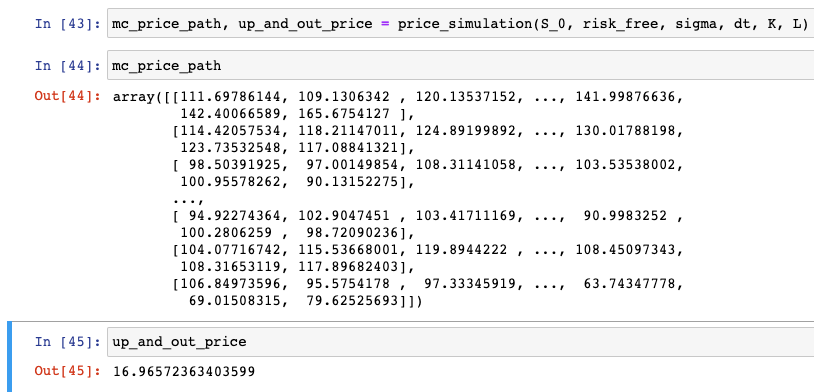 In [43]: mc_price_path, up_and_out_price = price_simulation(S_0, risk_free, sigma, dt, K, L)
In [44]: mc_price_path
Out[44]: array([[111.69786144, 109.1306342 , 120.13537152, ..., 141.99876636,
142.40066589, 165.6754127 ],
[114.42057534, 118.21147011, 124.89199892, ..., 130.01788198,
123.73532548, 117.08841321],
[ 98.50391925,  97.00149854, 108.31141058, ..., 103.53538002,
100.95578262,  90.13152275],
...,
[ 94.92274364, 102.9047451 , 103.41711169, ...,  90.9983252 ,
100.2806259 ,  98.72090236],
[104.07716742, 115.53668001, 119.8944222 , ..., 108.45097343,
108.31653119, 117.89682403],
[106.84973596,  95.5754178 ,  97.33345919, ...,  63.74347778,
69.01508315,  79.62525693]])
In [45]: up_and_out_price
Out[45]: 16.96572363403599